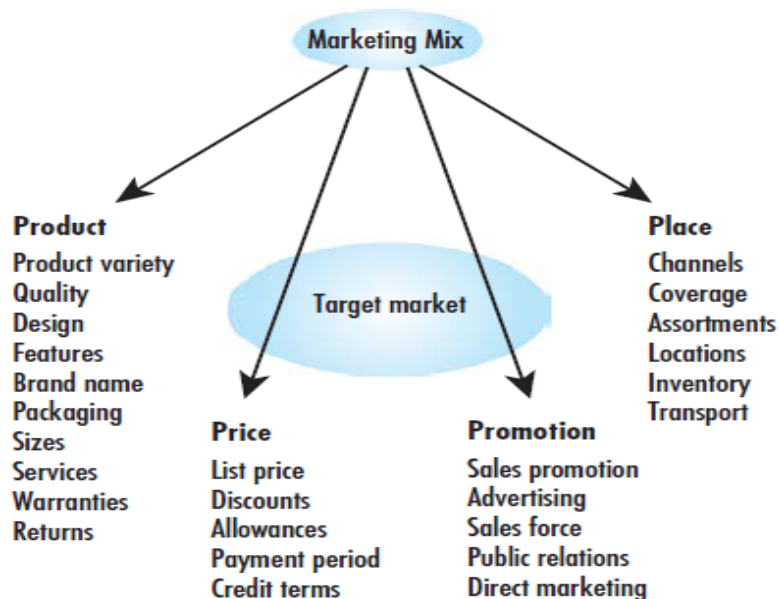 Marketing Mix
Product
Product variety
Quality
Design
Features
Brand name
Packaging
Sizes
Services
Warranties
Returns
Target market
Price
List price
Discounts
Allowances
Payment period
Credit terms
Promotion
Sales promotion
Advertising
Sales force
Public relations
Direct marketing
Place
Channels
Coverage
Assortments
Locations
Inventory
Transport